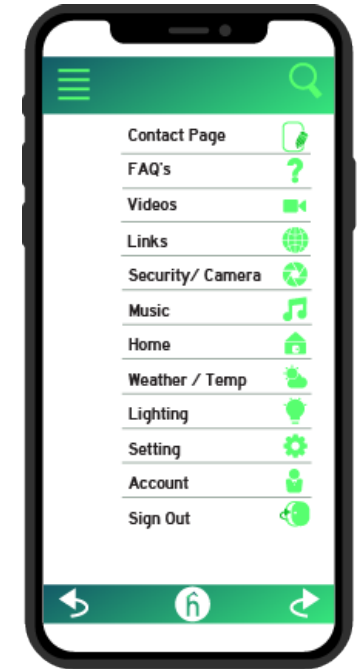 Contact Page
FAQ's
Videos
Links
Security/ Camera
Music
Home
Weather / Temp
Lighting
Setting
Account
Sign Out